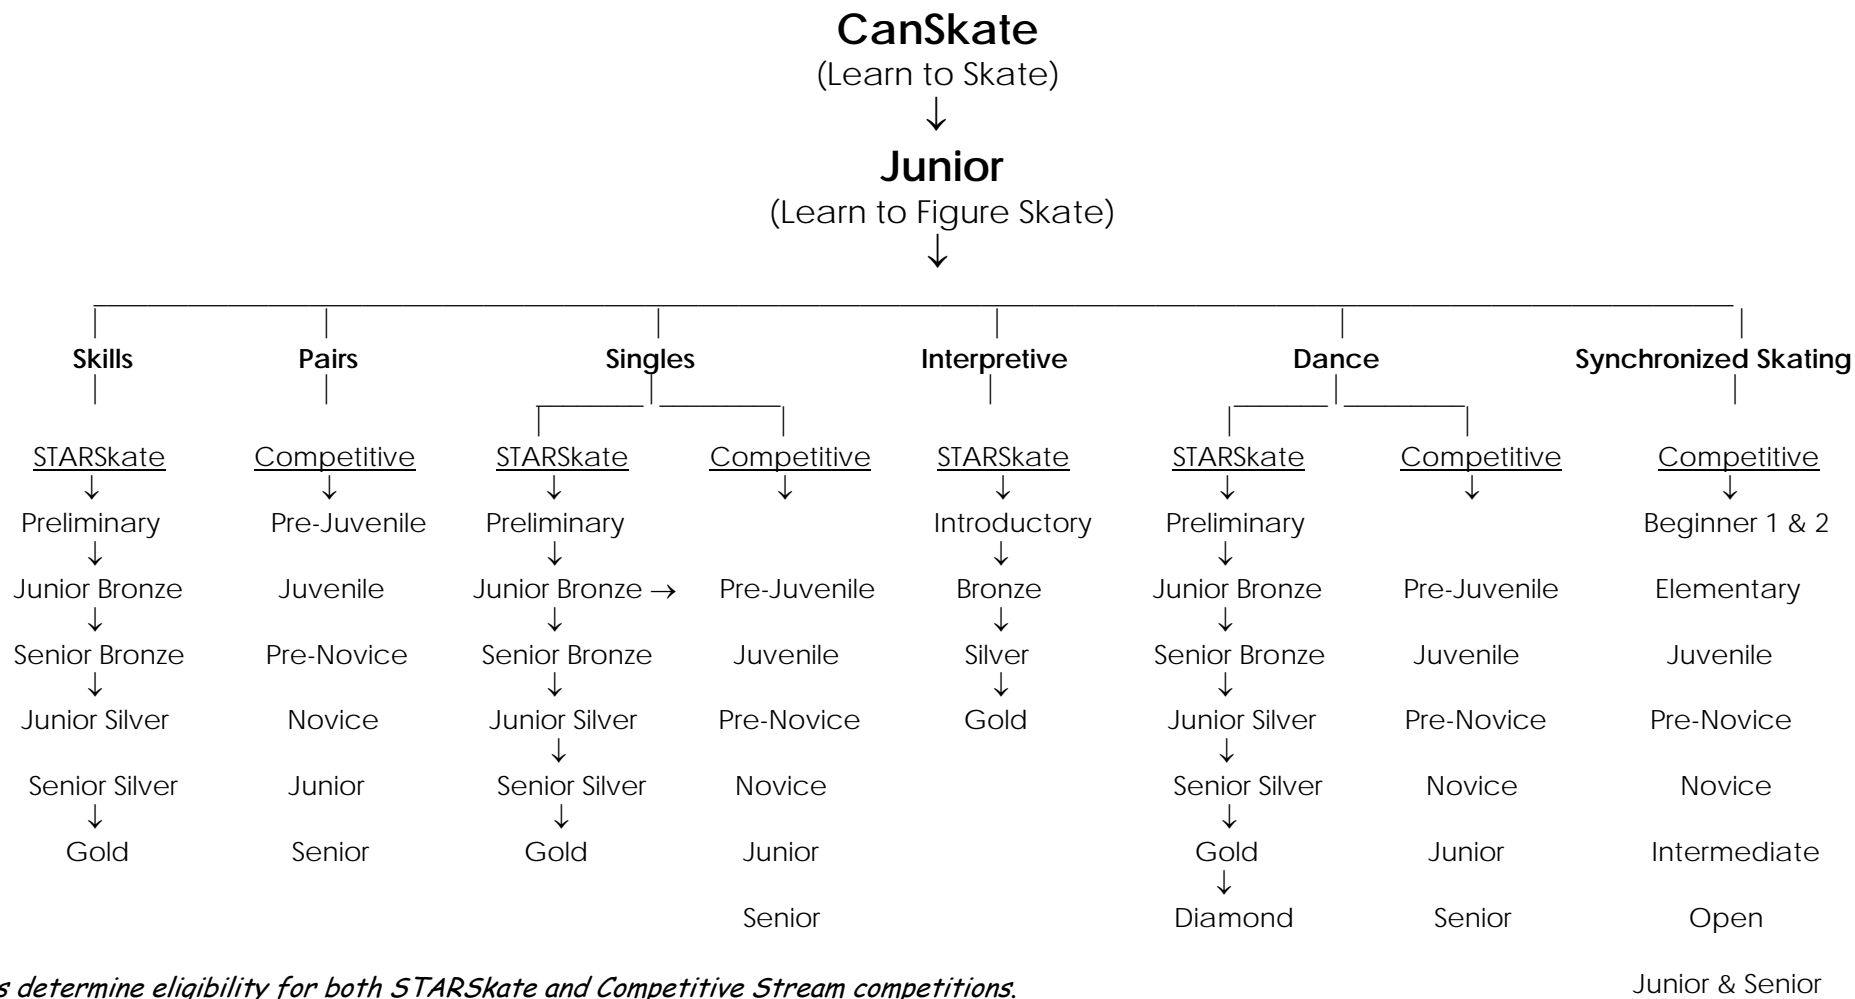 CanSkate
(Learn to Skate)
↓
Junior
(Learn to Figure Skate)
↓
Skills Pairs Singles Interpretive Dance Synchronized Skating
STARSkate Competitive STARSkate Competitive STARSkate STARSkate Competitive Competitive
↓ ↓ ↓ ↓ ↓ ↓ ↓ ↓
Preliminary Pre-Juvenile Preliminary Introductory Preliminary Beginner 1 & 2
↓ ↓ ↓ ↓
Junior Bronze Juvenile Junior Bronze → Pre-Juvenile Bronze Junior Bronze Pre-Juvenile Elementary
↓ ↓ ↓ ↓
Senior Bronze Pre-Novice Senior Bronze Juvenile Silver Senior Bronze Juvenile Juvenile
↓ ↓ ↓ ↓
Junior Silver Novice Junior Silver Pre-Novice Gold Junior Silver Pre-Novice Pre-Novice
↓ ↓
Senior Silver Junior Senior Silver Novice Senior Silver Novice Novice
↓ ↓ ↓
Gold Senior Gold Junior Gold Junior Intermediate
↓
Senior Diamond Senior Open
determine eligibility for both STARSkate and Competitive Stream competitions. Junior & Senior